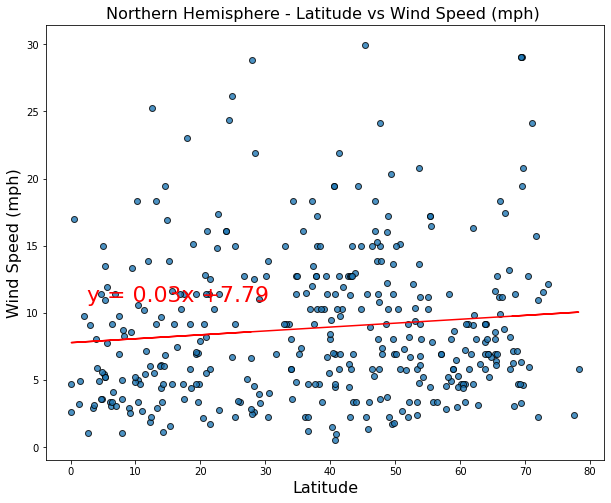 Northern Hemisphere - Latitude vs Wind Speed (mph)
30
25
20
15
10
5
0
Wind Speed (mph)
y = 0.03x +7.79
0 10 20 30 40 50 60 70 80
Latitude